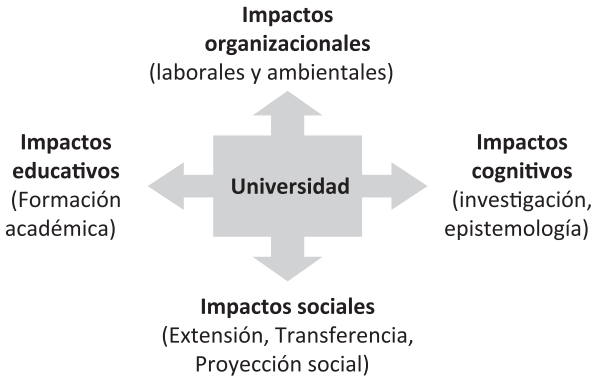 Impactos
organizacionales
(laborales y ambientales)
Impactos
educativos
(Formación
académica)
Universidad
Impactos
cognitivos
(investigación,
epistemología)
Impactos sociales
(Extensión, Transferencia,
Proyección social)